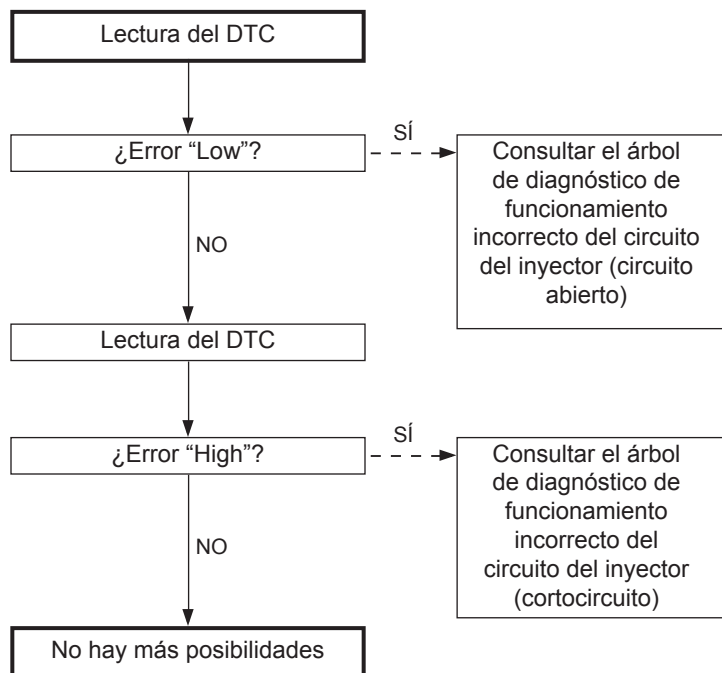 Lectura del DTC
¿Error “Low”?
SÍ
Consultar el árbol
de diagnóstico de
funcionamiento
incorrecto del circuito
del inyector (circuito
abierto)
NO
Lectura del DTC
¿Error “High”?
SÍ
Consultar el árbol
de diagnóstico de
funcionamiento
incorrecto del
circuito del inyector
(cortocircuito)
NO
No hay más posibilidades